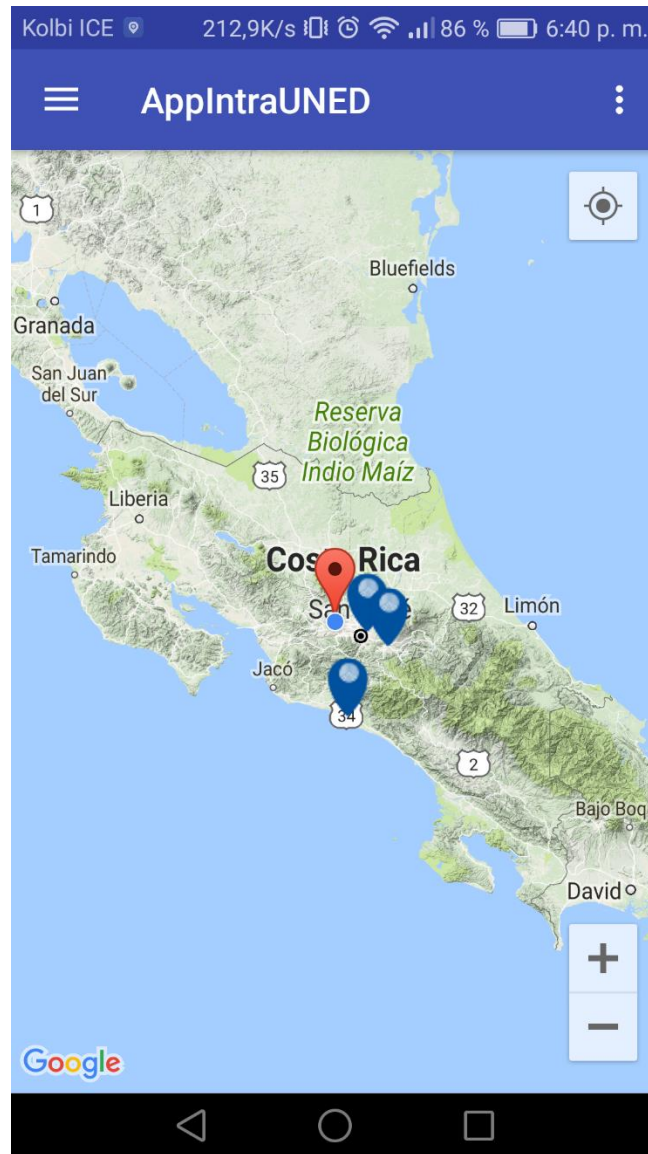 Kolbi ICE 212,9K/s 86 % 6:40 p. m.
AppIntraUNED
1
Bluefields
Granada
San Juan
del Sur
Reserva
Biológica
Indio Maíz
35
Liberia
Tamarindo
Costa Rica
32
Limón
Jacó
34
2
Bajo Boq
David
Google